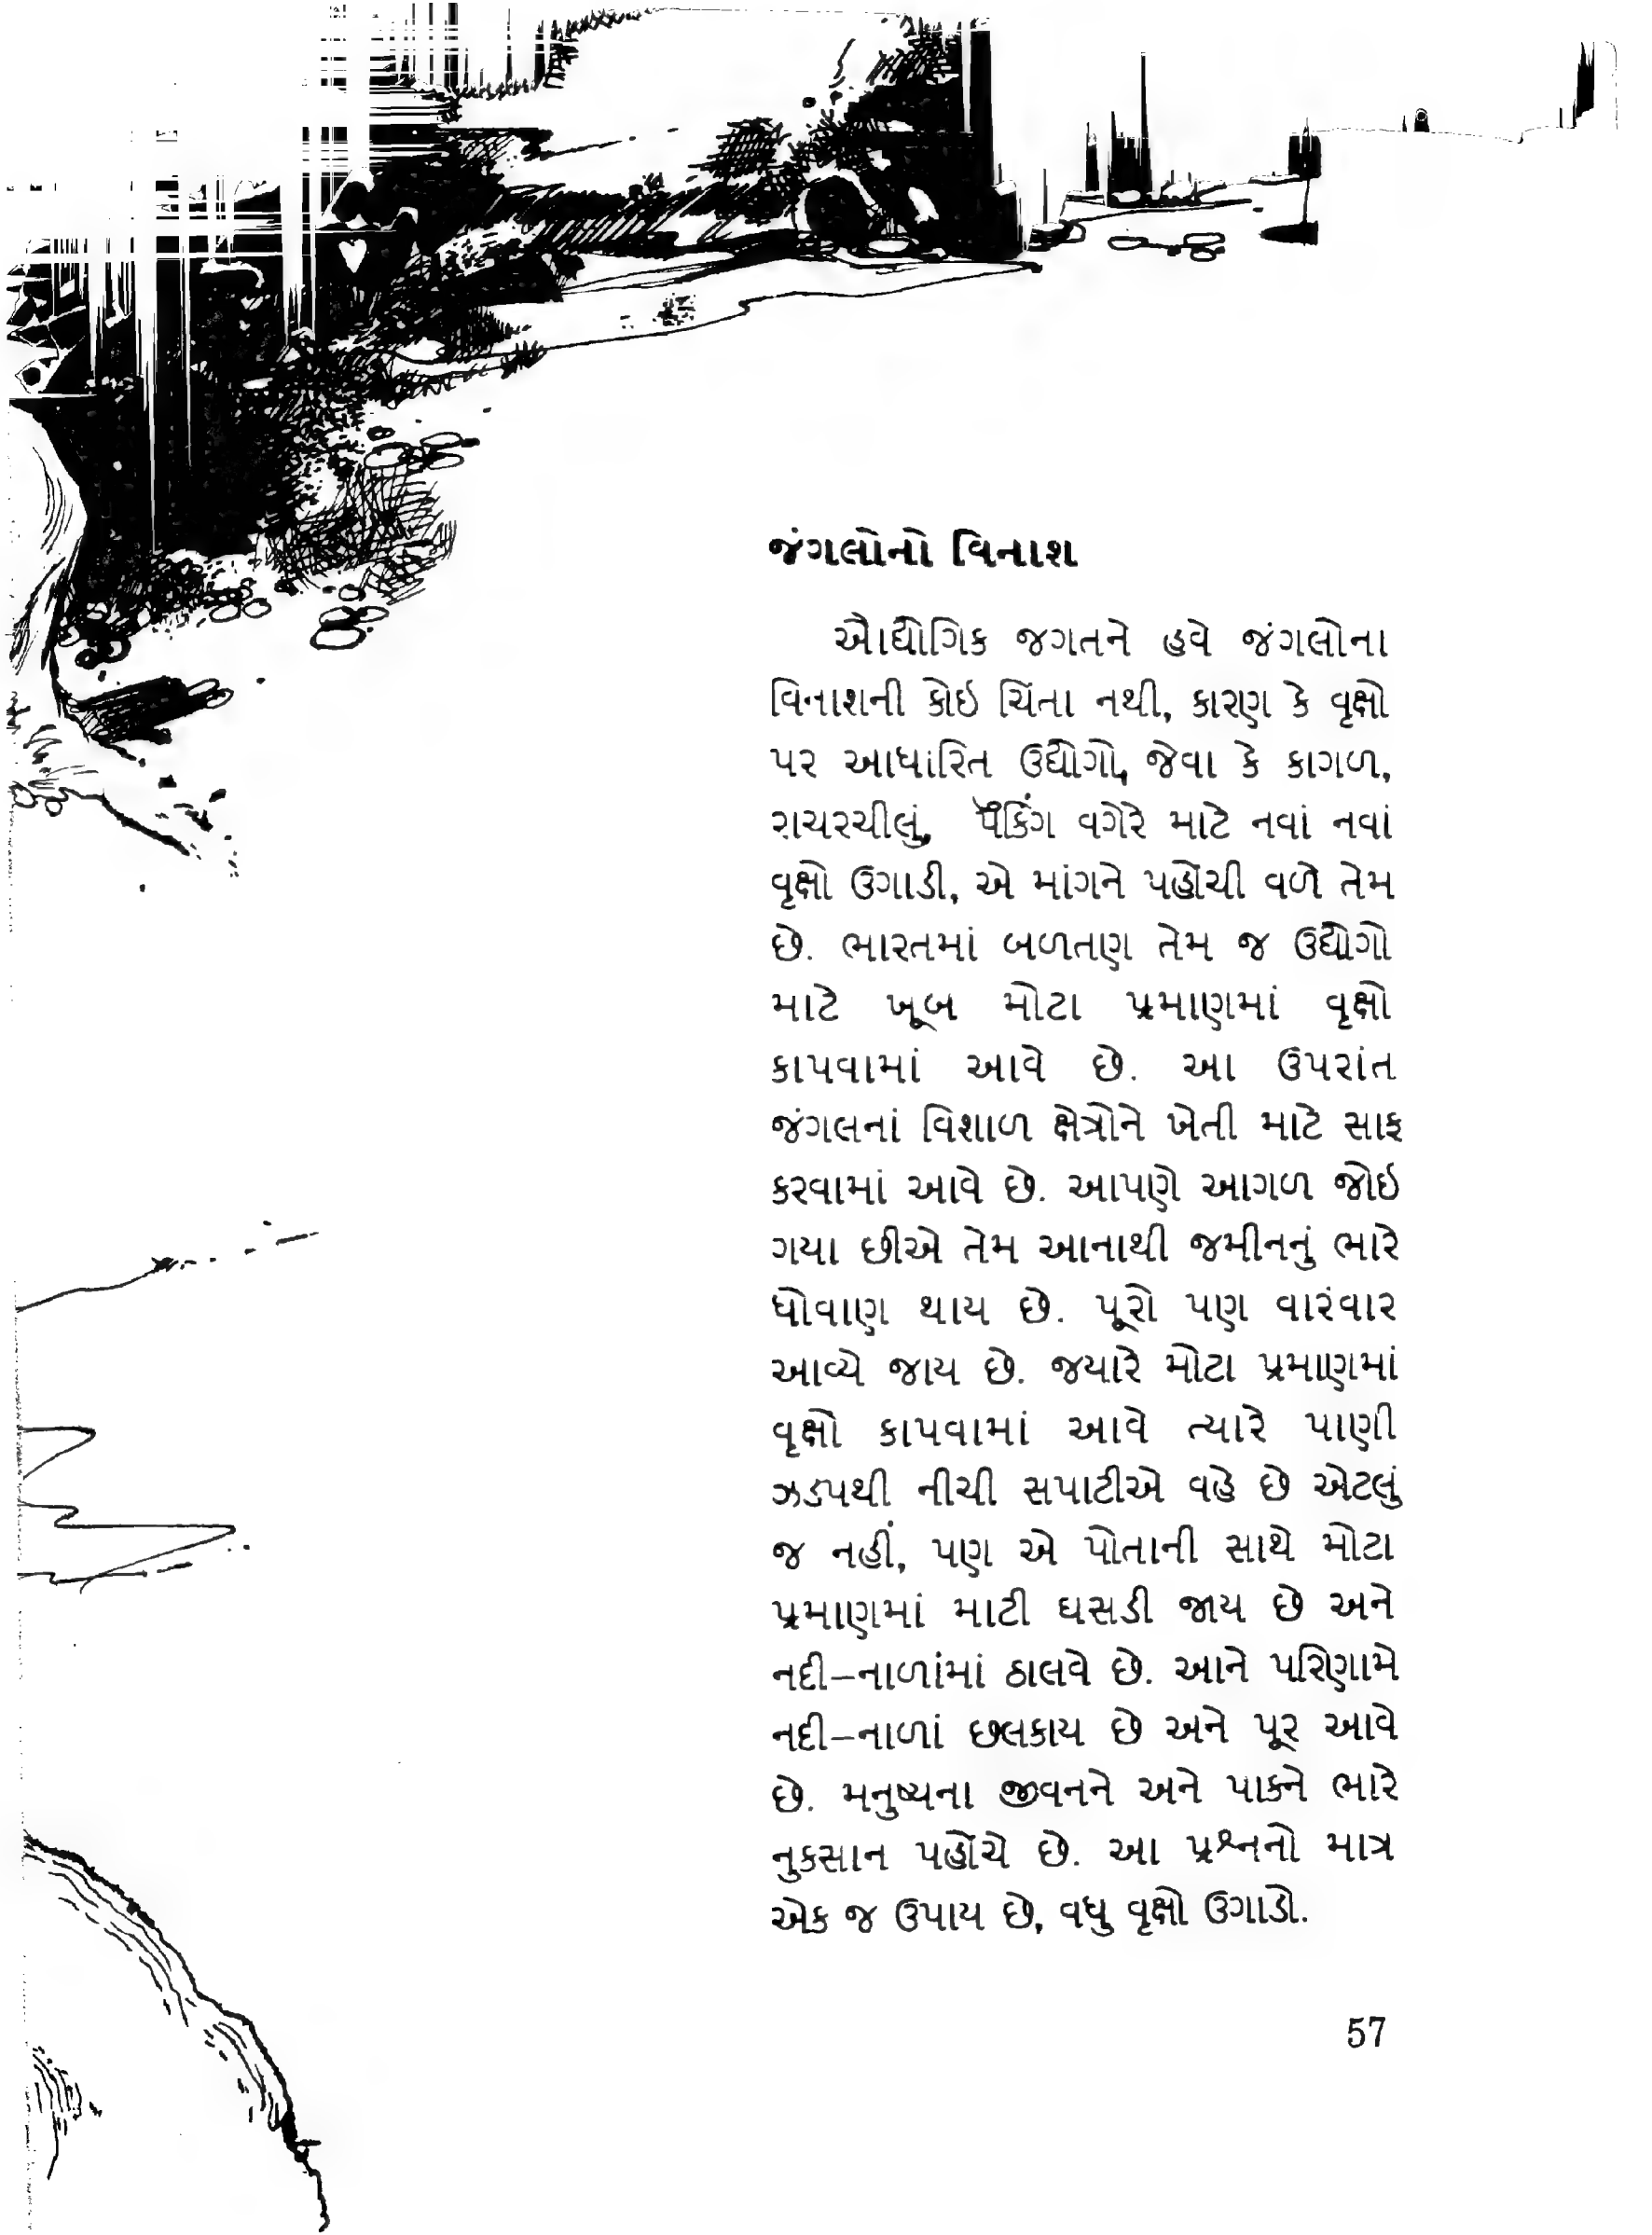 જંગલોનો વિનાશ
ઔદ્યોગિક જગતને હવે જંગલોના
વિનાશની કોઇ ચિંતા નથી, કારણ કે વૃક્ષો
પર આધારિત ઉદ્યોગો, જેવા કે કાગળ,
રાચરચીલું, પૅકિંગ વગેરે માટે નવાં નવાં
વૃક્ષો ઉગાડી, એ માંગને પહોંચી વળે તેમ
છે. ભારતમાં બળતણ તેમ જ ઉદ્યોગો
માટે ખૂબ મોટા પ્રમાણમાં વૃક્ષો
કાપવામાં આવે છે. આ ઉપરાંત
જંગલનાં વિશાળ ક્ષેત્રોને ખેતી માટે સાફ
કરવામાં આવે છે. આપણે આગળ જોઇ
ગયા છીએ તેમ આનાથી જમીનનું ભારે
ધોવાણ થાય છે. પૂરો પણ વારંવાર
આવ્યે જાય છે. જયારે મોટા પ્રમાણમાં
વૃક્ષો કાપવામાં આવે ત્યારે પાણી
ઝડપથી નીચી સપાટીએ વહે છે એટલું
જ નહીં, પણ એ પોતાની સાથે મોટા
પ્રમાણમાં માટી ઘસડી જાય છે અને
નદી–નાળાંમાં ઠાલવે છે. આને પરિણામે
નદી–નાળાં છલકાય છે અને પૂર આવે
છે. મનુષ્યના જીવનને અને પાકને ભારે
નુકસાન પહોંચે છે. આ પ્રશ્નનો માત્ર
એક જ ઉપાય છે, વધુ વૃક્ષો ઉગાડો.
57